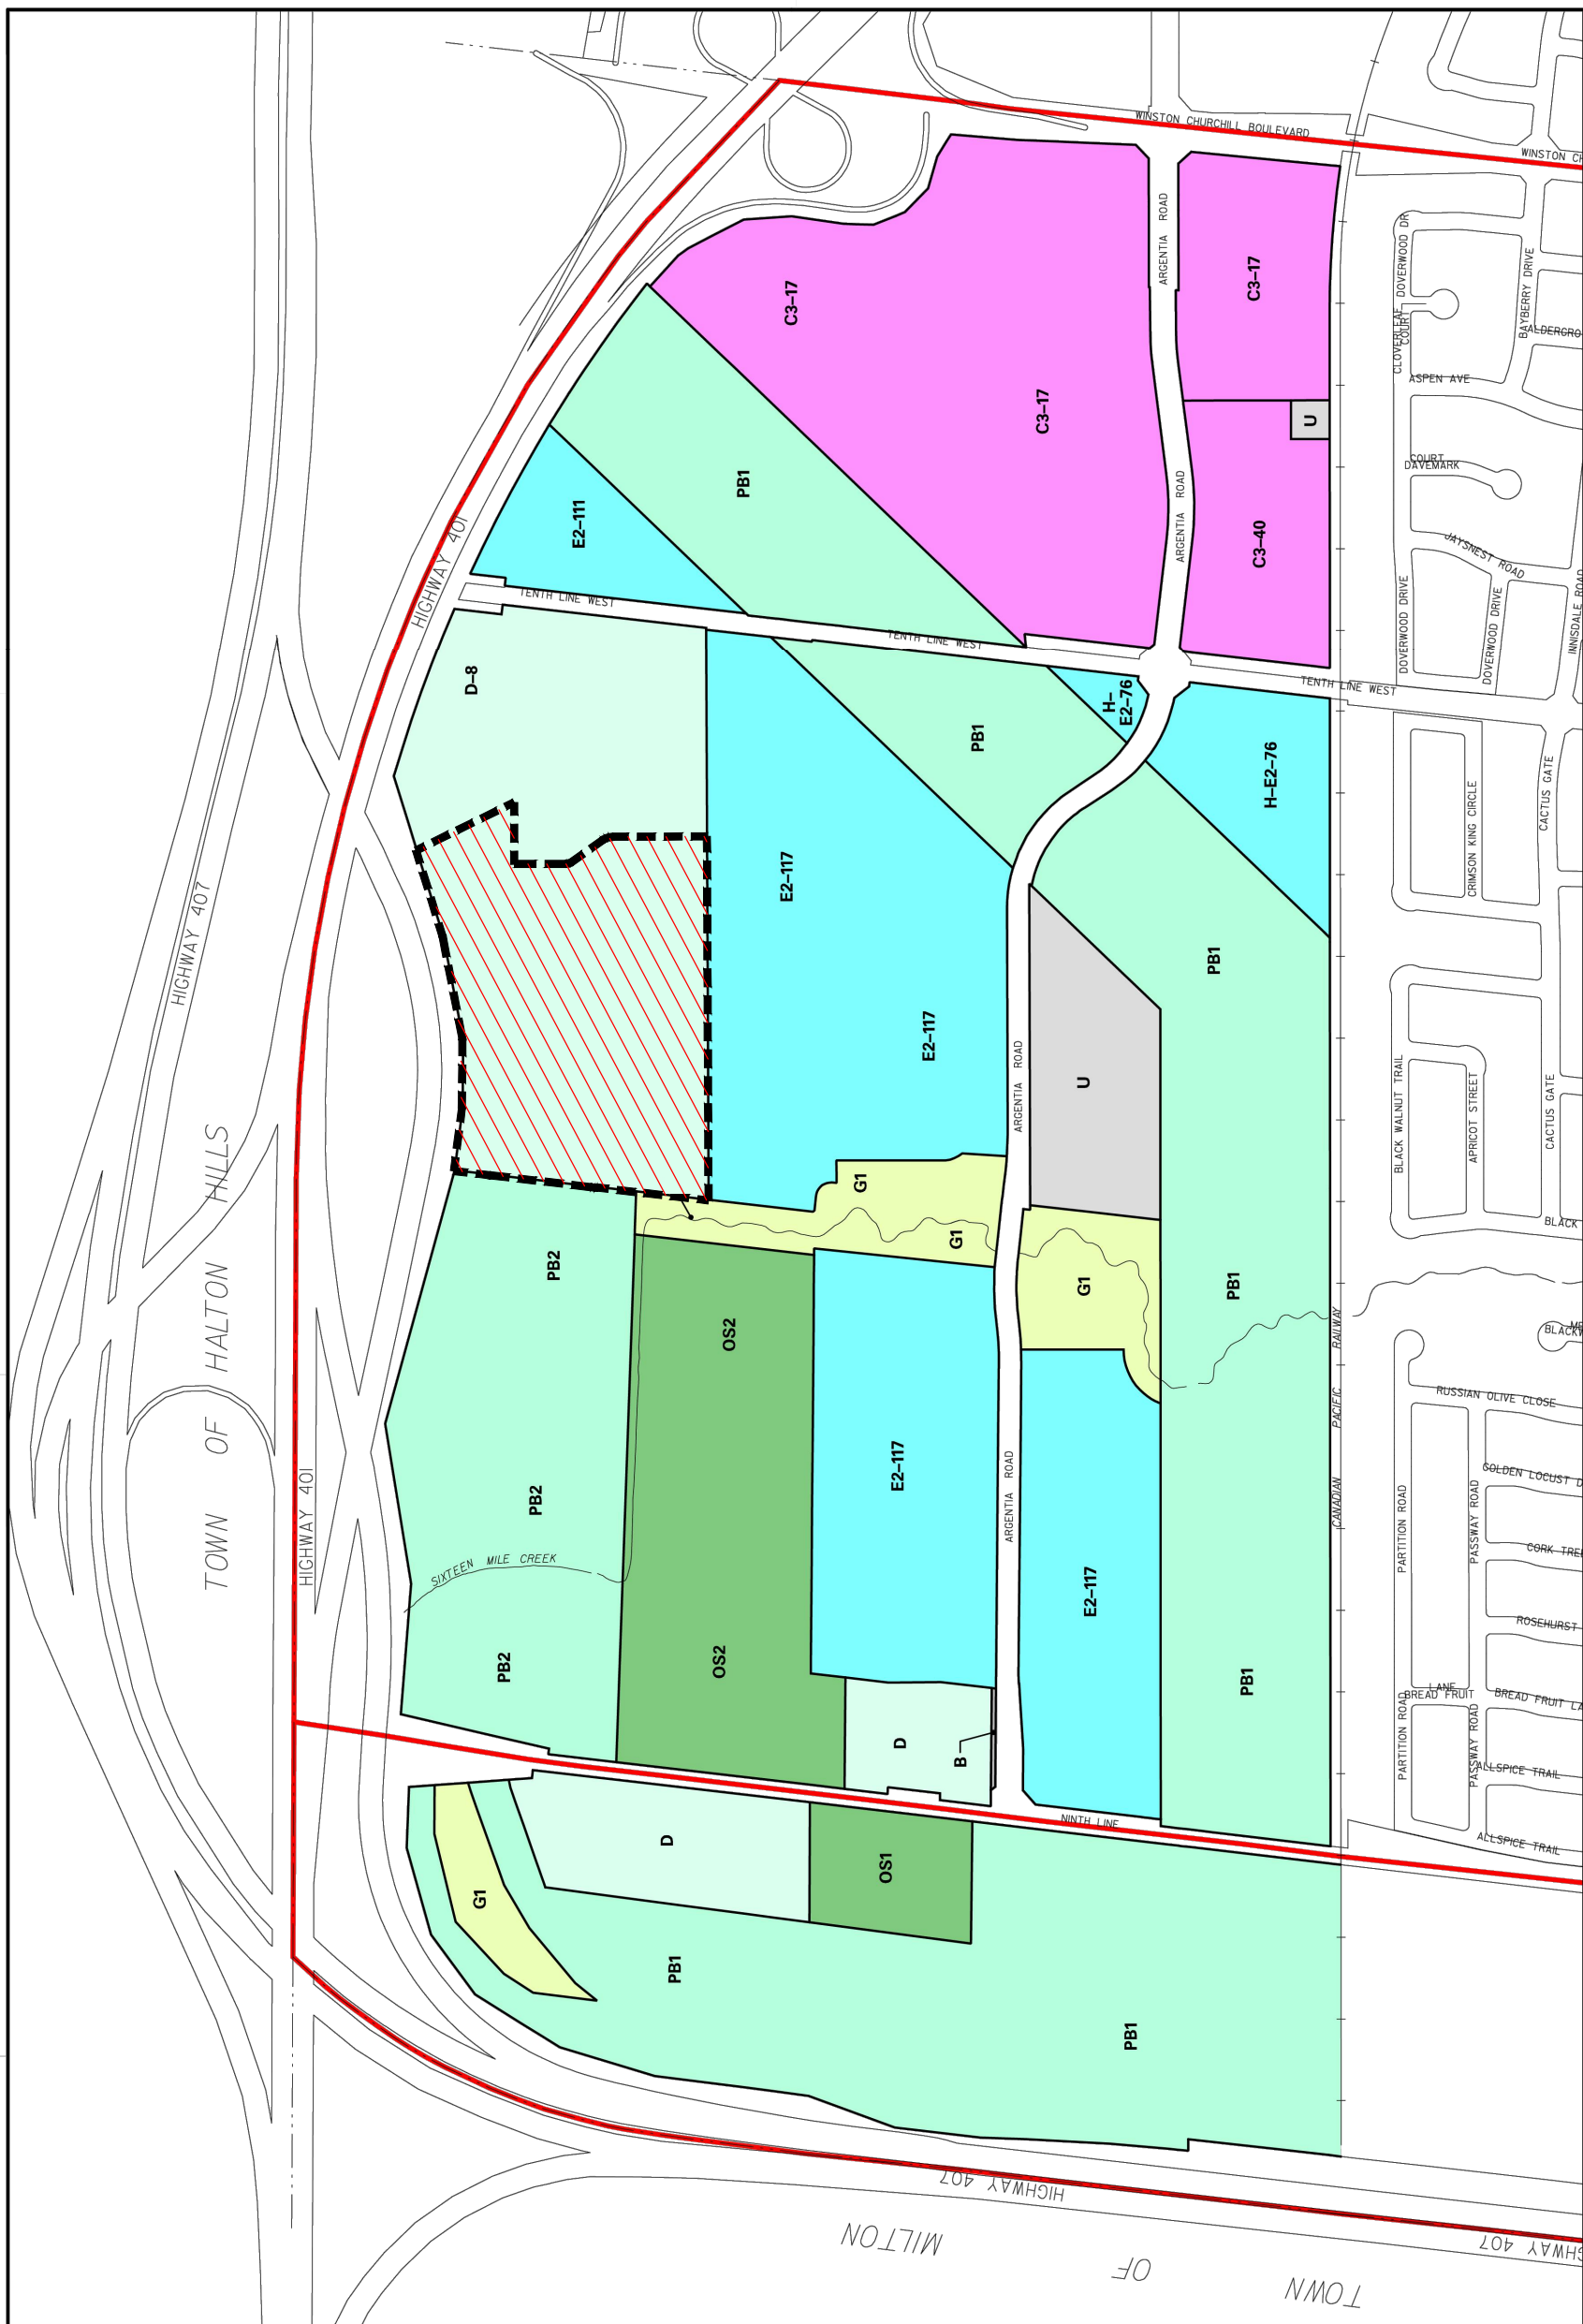 WINSTON CHURCHILL BOULEVARD
WINSTON CH
ARGENTIA ROAD
C3-17
C3-17
C3-17
DOVERWOOD DR
CLOVERLEAF
COURT
BAYBERRY DRIVE
ALDERGRO
ASPEN AVE
U
COURT
DAVEMARK
PB1
E2-111
HIGHWAY 401
ARGENTIA ROAD
C3-40
JAYSNEST ROAD
TENTH LINE WEST
TENTH LINE WEST
DOVERWOOD DRIVE
DOVERWOOD DRIVE
INNISDALE ROAD
TENTH LINE WEST
D-8
H-
E2-76
PB1
H-E2-76
CRIMSON KING CIRCLE
CACTUS GATE
E2-117
HIGHWAY 407
PB1
E2-117
ARGENTIA ROAD
U
BLACK WALNUT TRAIL
APRICOT STREET
CACTUS GATE
TOWN OF HALTON HILLS
G1
G1
BLACK
PB2
G1
PB1
OS2
CANADIAN PACIFIC RAILWAY
BLACKW
RUSSIAN OLIVE CLOSE
HIGHWAY 401
PB2
E2-117
ARGENTIA ROAD
GOLDEN LOCUST D
PARTITION ROAD
PASSWAY ROAD
CORK TREE
SIXTEEN MILE CREEK
E2-117
ROSEHURST
PB2
OS2
PB1
LANE
BREAD FRUIT
BREAD FRUIT LA
D
B
PARTITION ROAD
PASSWAY ROAD
ALLSPICE TRAIL
NINTH LINE
ALLSPICE TRAIL
D
OS1
G1
PB1
PB1
HIGHWAY 407
HWAY 407
TOWN OF MILTON